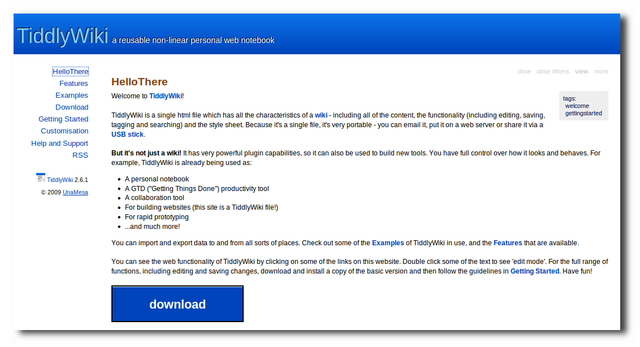 TiddlyWiki a reusable non-linear personal web notebook
HelloThere
Features
Examples
Download
Getting Started
Customisation
Help and Support
RSS
TiddlyWiki 2.6.1
© 2009 UnaMesa
close close others view more
HelloThere
tags:
welcome
gettingstarted
Welcome to TiddlyWiki!
TiddlyWiki is a single html file which has all the characteristics of a wiki - including all of the content, the functionality (including editing, saving,
tagging and searching) and the style sheet. Because it's a single file, it's very portable - you can email it, put it on a web server or share it via a
USB stick.
But it's not just a wiki! It has very powerful plugin capabilities, so it can also be used to build new tools. You have full control over how it looks and behaves. For
example, TiddlyWiki is already being used as:
• A personal notebook
• A GTD ("Getting Things Done") productivity tool
• A collaboration tool
• For building websites (this site is a TiddlyWiki file!)
• For rapid prototyping
• ...and much more!
You can import and export data to and from all sorts of places. Check out some of the Examples of TiddlyWiki in use, and the Features that are available.
You can see the web functionality of TiddlyWiki by clicking on some of the links on this website. Double click some of the text to see 'edit mode'. For the full range of
functions, including editing and saving changes, download and install a copy of the basic version and then follow the guidelines in Getting Started. Have fun!
download